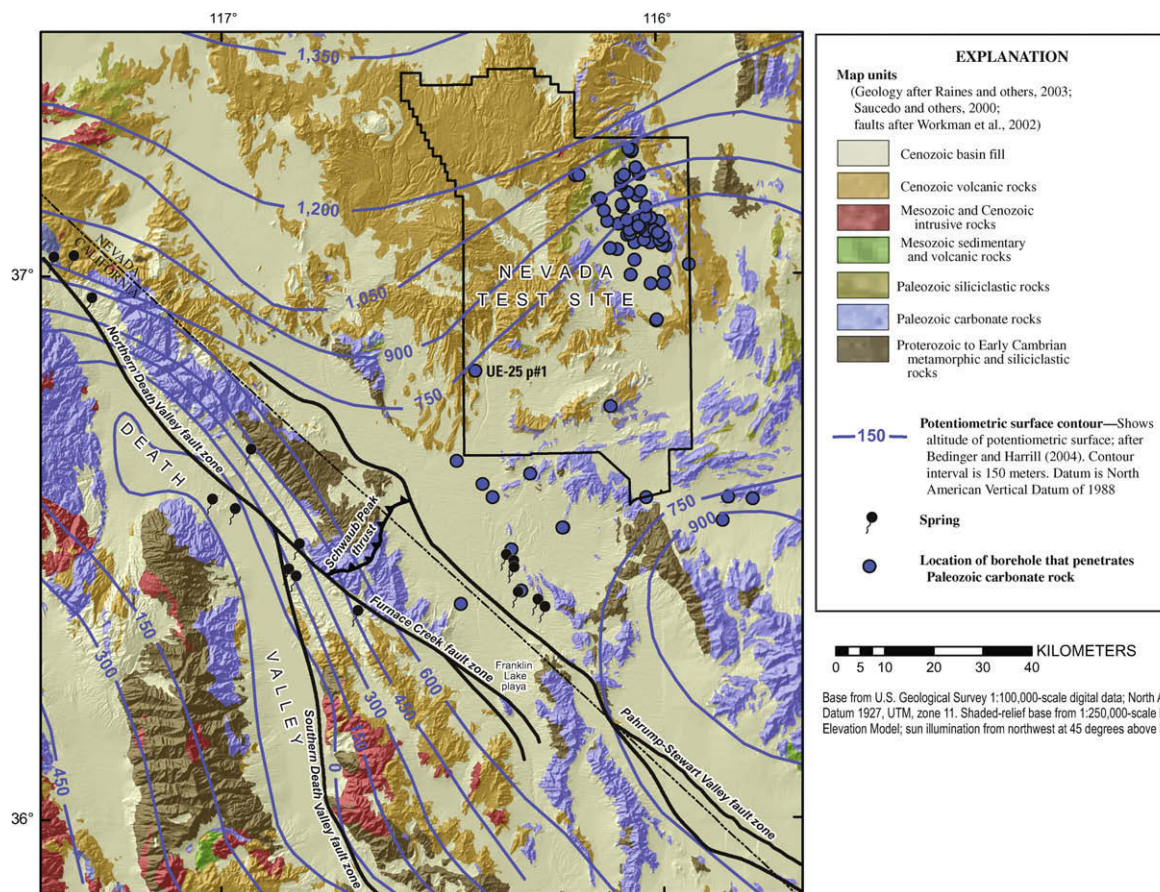 117°
116°
37°
36°
1,350
1,200
1,050
900
750
NEVADA
CALIFORNIA
NEVADA
TEST SITE
UE-25 p#1
Northern Death Valley fault zone
DEATH
VALLEY
Schwaub Peak
thrust
Furnace Creek fault zone
Franklin
Lake
playa
Pahrump-Stewart Valley fault zone
Southern Death Valley fault zone
750
900
150
300
450
600
450
300
150
0
EXPLANATION
Map units
(Geology after Raines and others, 2003;
Saucedo and others, 2000;
faults after Workman et al., 2002)
Cenozoic basin fill
Cenozoic volcanic rocks
Mesozoic and Cenozoic
intrusive rocks
Mesozoic sedimentary
and volcanic rocks
Paleozoic siliciclastic rocks
Paleozoic carbonate rocks
Proterozoic to Early Cambrian
metamorphic and siliciclastic
rocks
150
Potentiometric surface contour—Shows
altitude of potentiometric surface; after
Bedinger and Harrill (2004). Contour
interval is 150 meters. Datum is North
American Vertical Datum of 1988
Spring
Location of borehole that penetrates
Paleozoic carbonate rock
KILOMETERS
0 5 10 20 30 40
Base from U.S. Geological Survey 1:100,000-scale digital data; North A
Datum 1927, UTM, zone 11. Shaded-relief base from 1:250,000-scale
Elevation Model; sun illumination from northwest at 45 degrees above